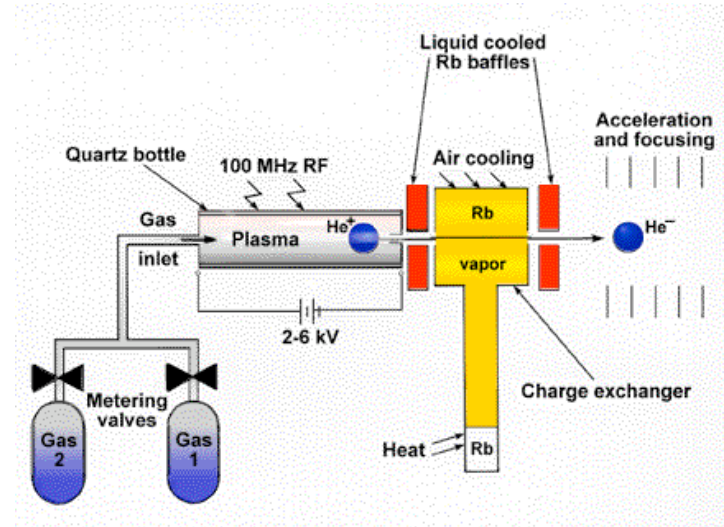 Liquid cooled
Rb baffles
Acceleration
and focusing
Quartz bottle
100 MHz RF
Air cooling
Gas
inlet
Plasma
He+
Rb
vapor
He−
2-6 kV
Metering
valves
Charge exchanger
Gas
2
Gas
1
Heat
Rb